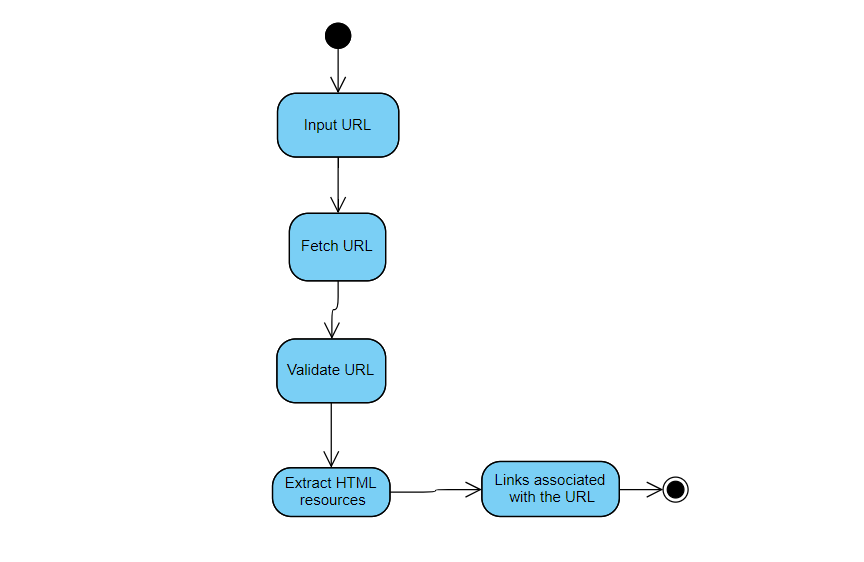 Input URL
Fetch URL
Validate URL
Extract HTML
resources
Links associated
with the URL